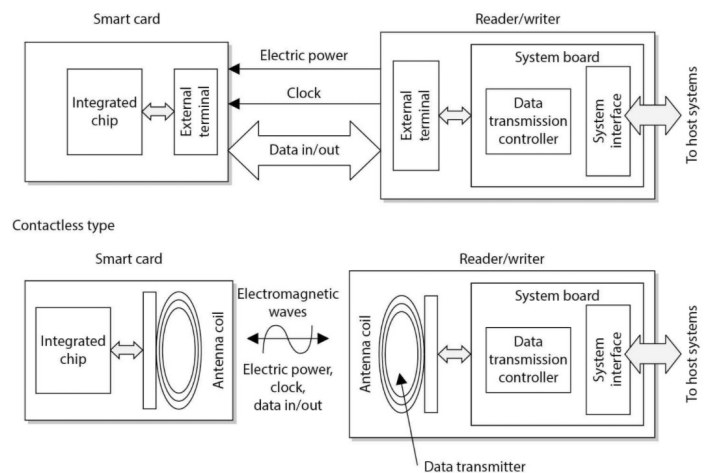 Smart card
Reader/writer
Electric power
Clock
Data in/out
Integrated
chip
External
terminal
External
terminal
System board
Data
transmission
controller
System
interface
To host systems
Contactless type
Smart card
Reader/writer
Integrated
chip
Antenna coil
Electromagnetic
waves
Electric power,
clock,
data in/out
Antenna coil
System board
Data
transmission
controller
System
interface
To host systems
Data transmitter